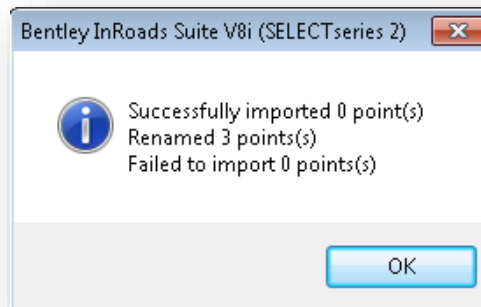 Bentley InRoads Suite V8i (SELECTseries 2)
Successfully imported 0 point(s)
Renamed 3 points(s)
Failed to import 0 points(s)
OK